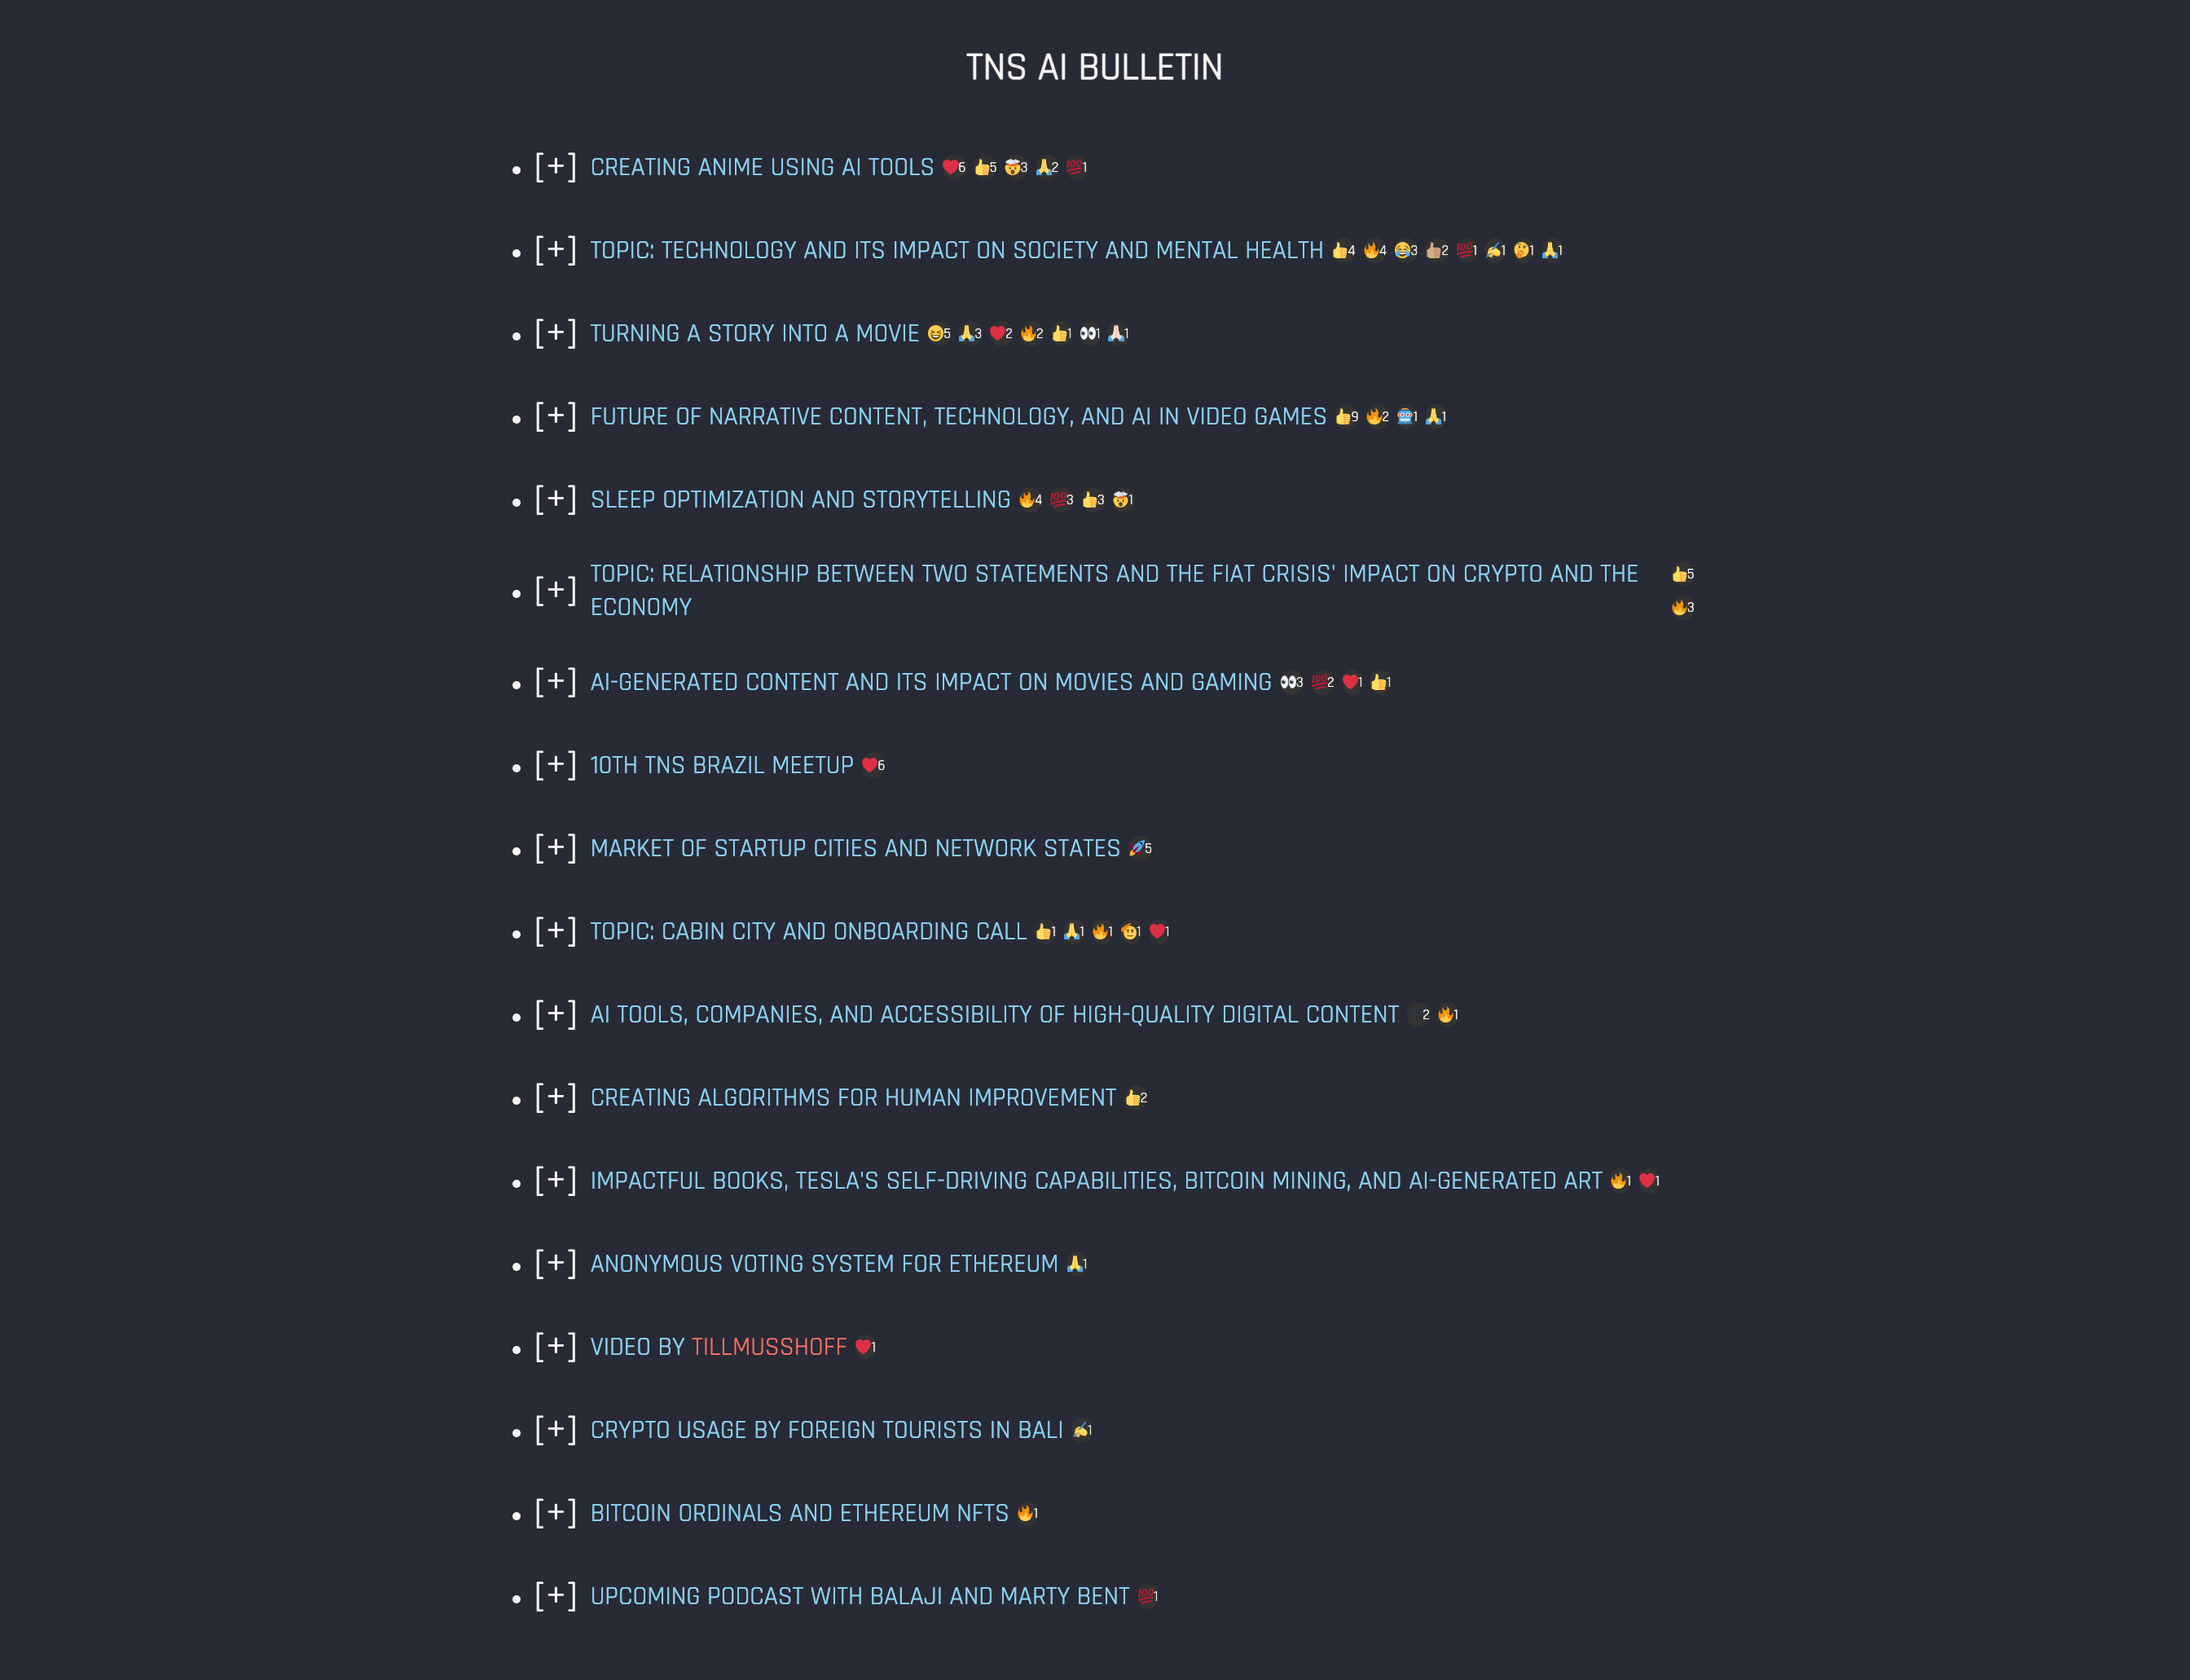 TNS AI BULLETIN
• [+] CREATING ANIME USING AI TOOLS ❤️6 👍5 🤯3 🙏2 💯1
• [+] TOPIC: TECHNOLOGY AND ITS IMPACT ON SOCIETY AND MENTAL HEALTH 👍4 🔥4 😂3 👍🏽2 💯1 ✍️1 🤔1 🙏1
• [+] TURNING A STORY INTO A MOVIE 😆5 🙏3 ❤️2 🔥2 👍1 👀1 🙏🏻1
• [+] FUTURE OF NARRATIVE CONTENT, TECHNOLOGY, AND AI IN VIDEO GAMES 👍9 🔥2 🤖1 🙏1
• [+] SLEEP OPTIMIZATION AND STORYTELLING 🔥4 💯3 👍3 🤯1
• [+] TOPIC: RELATIONSHIP BETWEEN TWO STATEMENTS AND THE FIAT CRISIS' IMPACT ON CRYPTO AND THE 👍5
ECONOMY 🔥3
• [+] AI-GENERATED CONTENT AND ITS IMPACT ON MOVIES AND GAMING 👀3 💯2 ❤️1 👍1
• [+] 10TH TNS BRAZIL MEETUP ❤️6
• [+] MARKET OF STARTUP CITIES AND NETWORK STATES 🚀5
• [+] TOPIC: CABIN CITY AND ONBOARDING CALL 👍1 🙏1 🔥1 🫡1 ❤️1
• [+] AI TOOLS, COMPANIES, AND ACCESSIBILITY OF HIGH-QUALITY DIGITAL CONTENT 2 🔥1
• [+] CREATING ALGORITHMS FOR HUMAN IMPROVEMENT 👍2
• [+] IMPACTFUL BOOKS, TESLA'S SELF-DRIVING CAPABILITIES, BITCOIN MINING, AND AI-GENERATED ART 🔥1 ❤️1
• [+] ANONYMOUS VOTING SYSTEM FOR ETHEREUM 🙏1
• [+] VIDEO BY TILLMUSSHOFF ❤️1
• [+] CRYPTO USAGE BY FOREIGN TOURISTS IN BALI ✍️1
• [+] BITCOIN ORDINALS AND ETHEREUM NFTS 🔥1
• [+] UPCOMING PODCAST WITH BALAJI AND MARTY BENT 💯1